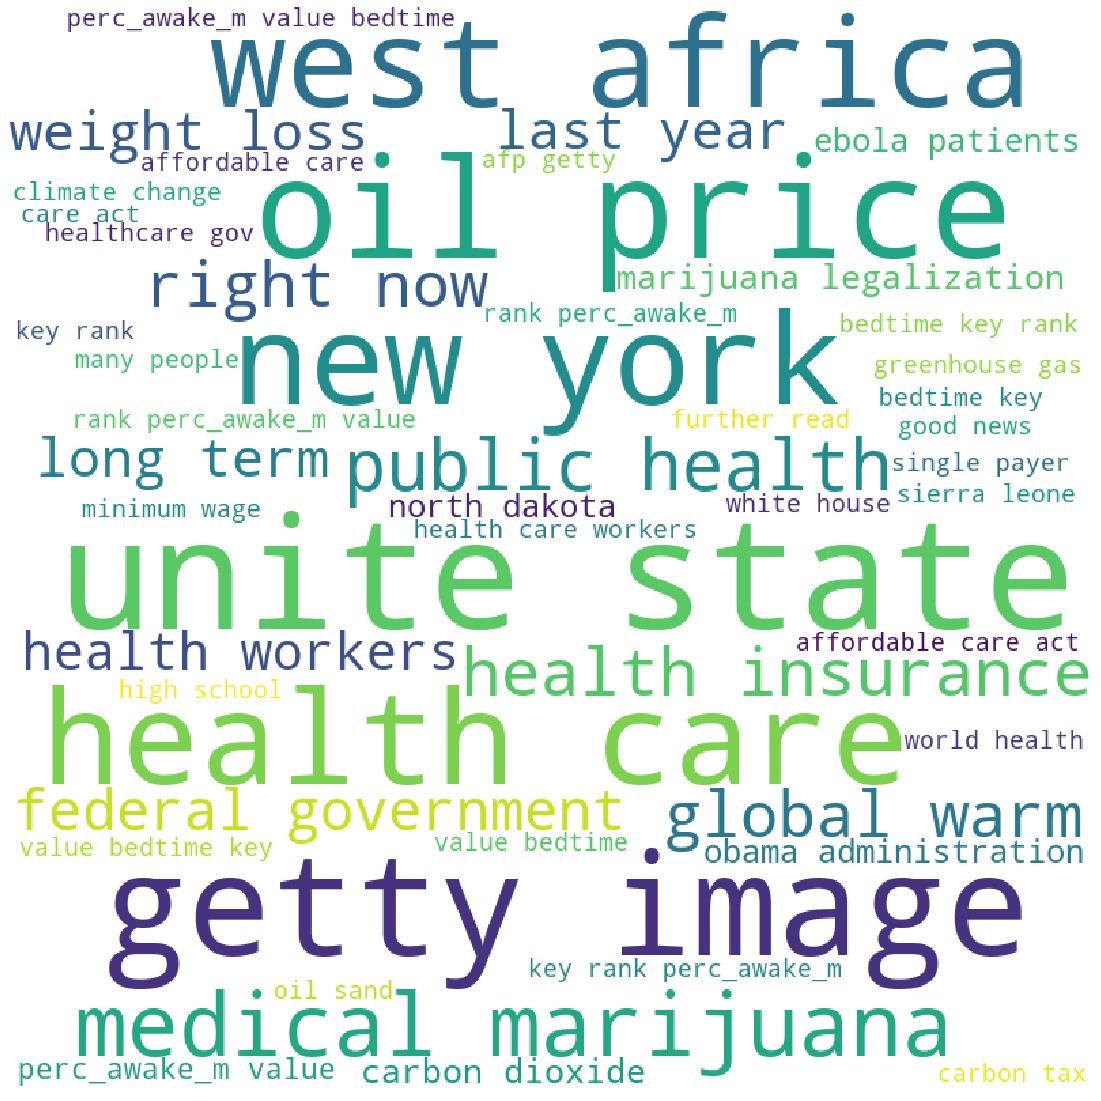 perc_awake_m value bedtime
west africa
weight loss
last year
ebola patients
affordable care
afp getty
oil price
climate change
care act
healthcare gov
right now
marijuana legalization
rank perc_awake_m
key rank
bedtime key rank
new york
many people
greenhouse gas
bedtime key
rank perc_awake_m value
further read
good news
long term
public health
single payer
sierra leone
minimum wage
north dakota
white house
health care workers
unite state
health workers
affordable care act
health insurance
high school
health care
world health
federal government
global warm
value bedtime key
value bedtime
obama administration
getty image
key rank perc_awake_m
oil sand
medical marijuana
perc_awake_m value
carbon dioxide
carbon tax